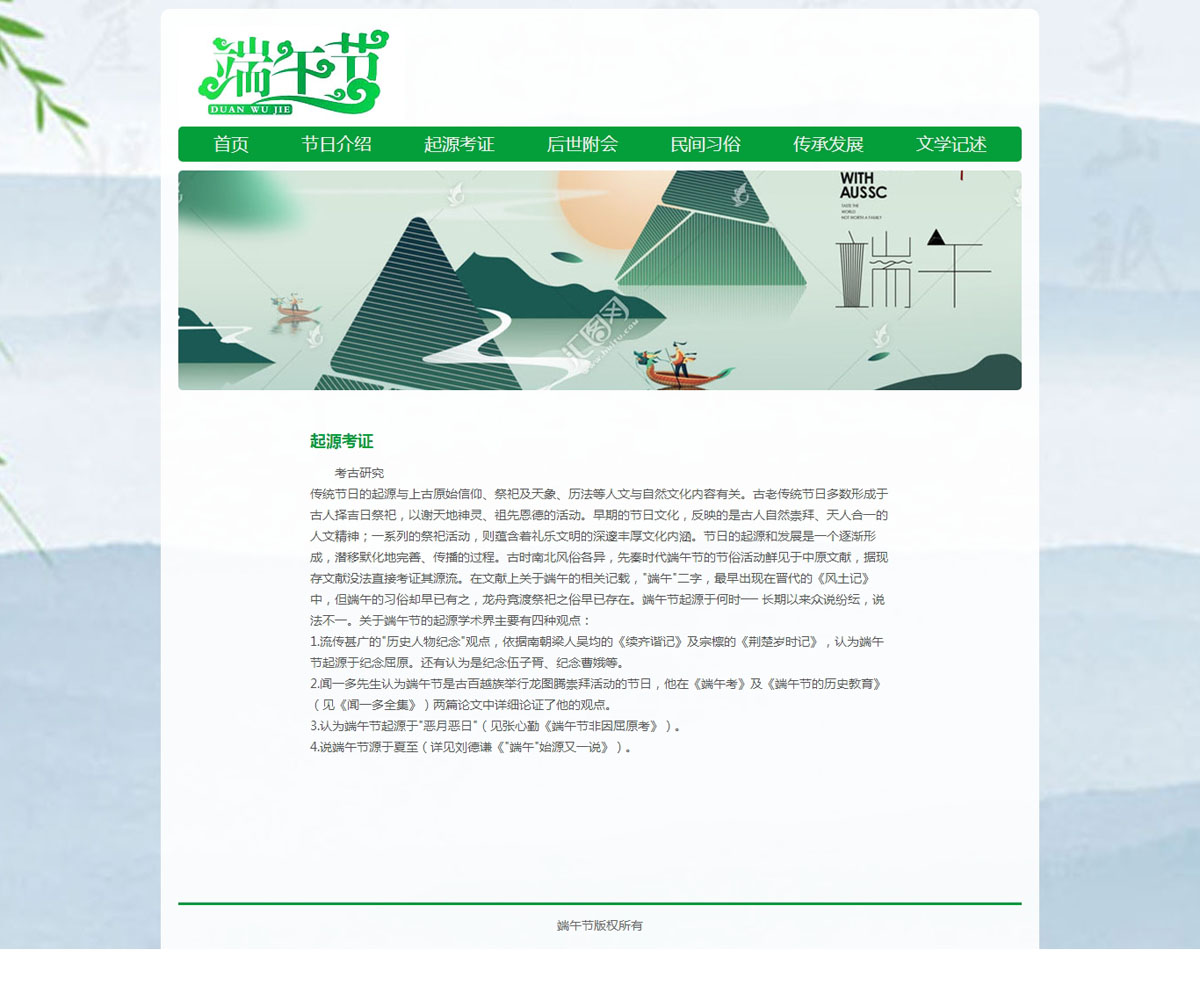 端午节
DUAN WU JIE
首页 节日介绍 起源考证 后世附会 民间习俗 传承发展 文学记述
WITH
AUSSC
TASTE THE
WORLD
NOT WORTH A FAMILY
端午
汇图网
www.huitu.com
起源考证
考古研究
传统节日的起源与上古原始信仰、祭祀及天象、历法等人文与自然文化内容有关。古老传统节日多数形成于
古人择吉日祭祀，以谢天地神灵、祖先恩德的活动。早期的节日文化，反映的是古人自然崇拜、天人合一的
人文精神；一系列的祭祀活动，则蕴含着礼乐文明的深邃丰厚文化内涵。节日的起源和发展是一个逐渐形
成，潜移默化地完善、传播的过程。古时南北风俗各异，先秦时代端午节的节俗活动鲜见于中原文献，据现
存文献没法直接考证其源流。在文献上关于端午的相关记载，"端午"二字，最早出现在晋代的《风土记》
中，但端午的习俗却早已有之，龙舟竞渡祭祀之俗早已存在。端午节起源于何时一一 长期以来众说纷纭，说
法不一。关于端午节的起源学术界主要有四种观点：
1.流传甚广的"历史人物纪念"观点，依据南朝梁人吴均的《续齐谐记》及宗懔的《荆楚岁时记》，认为端午
节起源于纪念屈原。还有认为是纪念伍子胥、纪念曹娥等。
2.闻一多先生认为端午节是古百越族举行龙图腾崇拜活动的节日，他在《端午考》及《端午节的历史教育》
（见《闻一多全集》）两篇论文中详细论证了他的观点。
3.认为端午节起源于"恶月恶日"（见张心勤《端午节非因屈原考》）。
4.说端午节源于夏至（详见刘德谦《"端午"始源又一说》）。
端午节版权所有